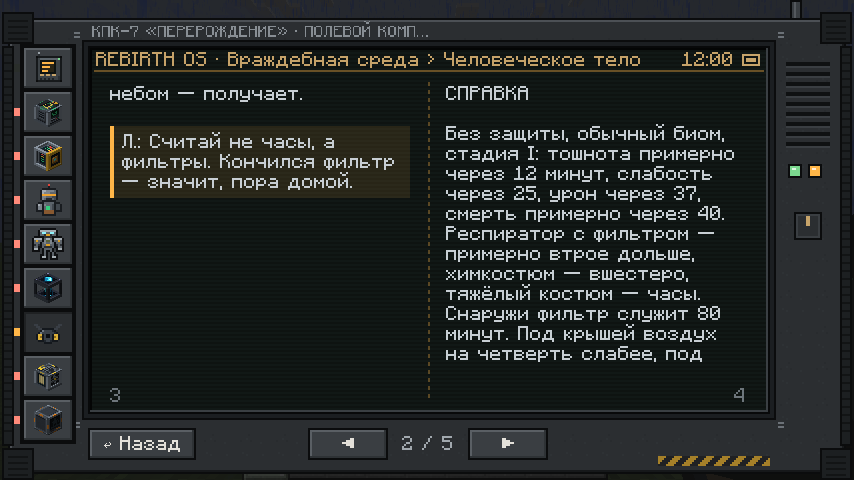 КПК-7 «ПЕРЕРОЖДЕНИЕ» · ПОЛЕВОЙ КОМП...
REBIRTH OS · Враждебная среда > Человеческое тело 12:00
небом — получает.
Л.: Считай не часы, а
фильтры. Кончился фильтр
— значит, пора домой.
3
СПРАВКА
Без защиты, обычный биом,
стадия I: тошнота примерно
через 12 минут, слабость
через 25, урон через 37,
смерть примерно через 40.
Респиратор с фильтром —
примерно втрое дольше,
химкостюм — вшестеро,
тяжёлый костюм — часы.
Снаружи фильтр служит 80
минут. Под крышей воздух
на четверть слабее, под
4
Назад
2 / 5